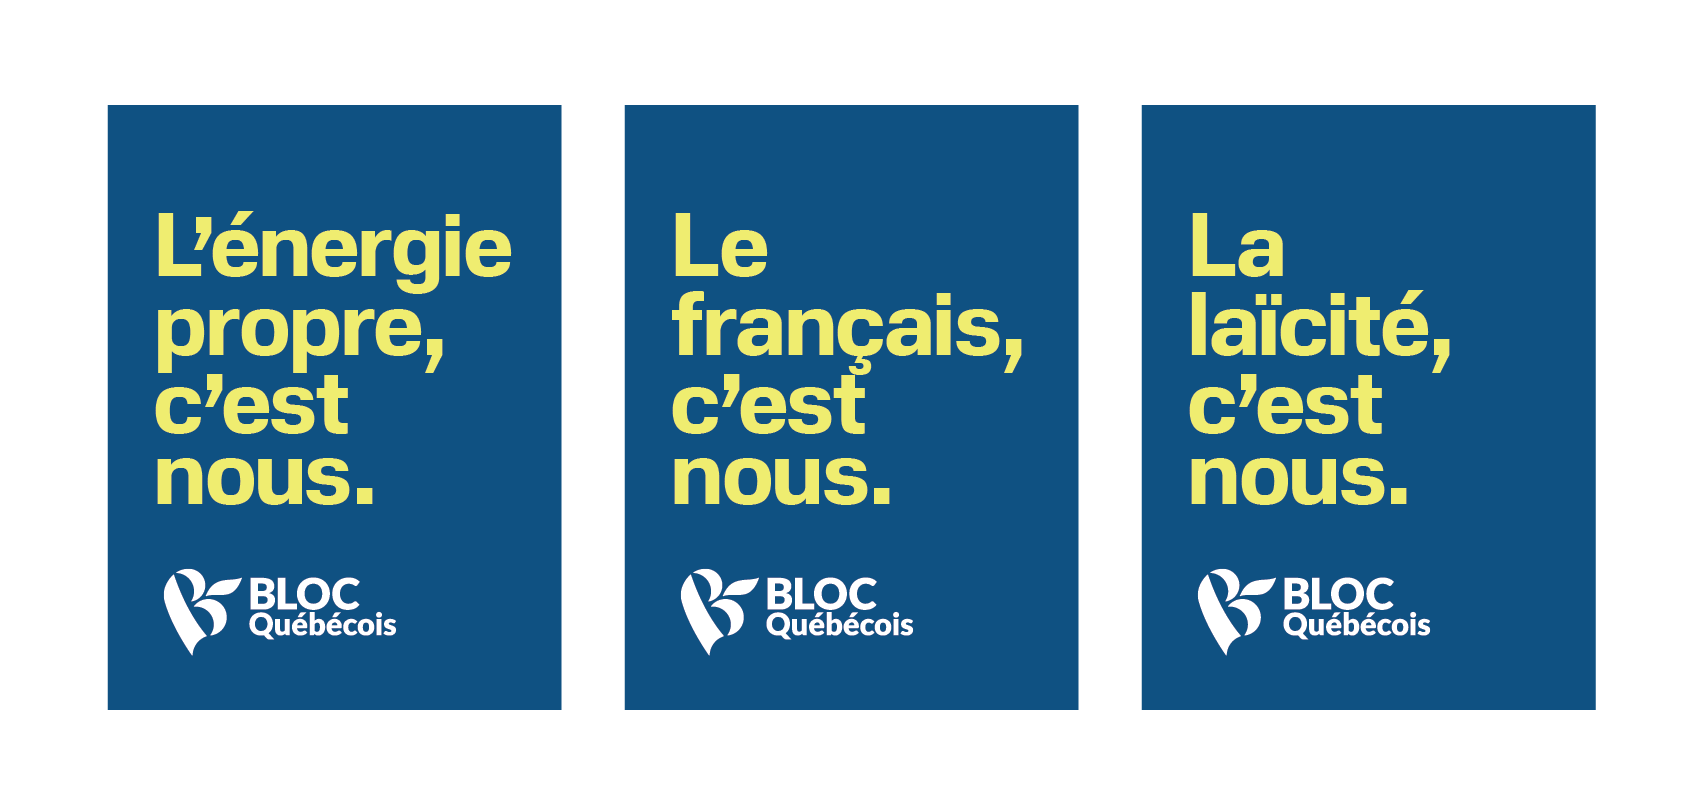 L’énergie
propre,
c’est
nous.
BLOC
Québécois
Le
français,
c’est
nous.
BLOC
Québécois
La
laïcité,
c’est
nous.
BLOC
Québécois